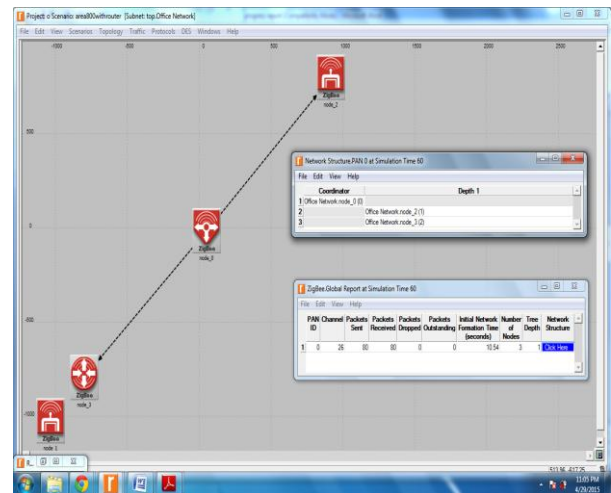 Project: o Scenario: area800withrouter [Subnet: top.Office Network]
File Edit View Scenarios Topology Traffic Protocols DES Windows Help
0 500 1000 1500 2000 2500
ZigBee
node_2
500
Network Structure.PAN 0 at Simulation Time 60
File Edit View Help
Coordinator Depth 1
1 Office Network.node_0 (0)
2 Office Network.node_2 (1)
3 Office Network.node_3 (2)
0
ZigBee
node_0
ZigBee.Global Report at Simulation Time 60
File Edit View Help
PAN ID Channel Packets Sent Packets Received Packets Dropped Packets Outstanding Initial Network Formation Time (seconds) Number of Nodes Tree Depth Network Structure
1 0 26 80 80 0 0 10.54 3 1 Click Here
ZigBee
node_3
ZigBee
node_1
11:05 PM
4/29/2015